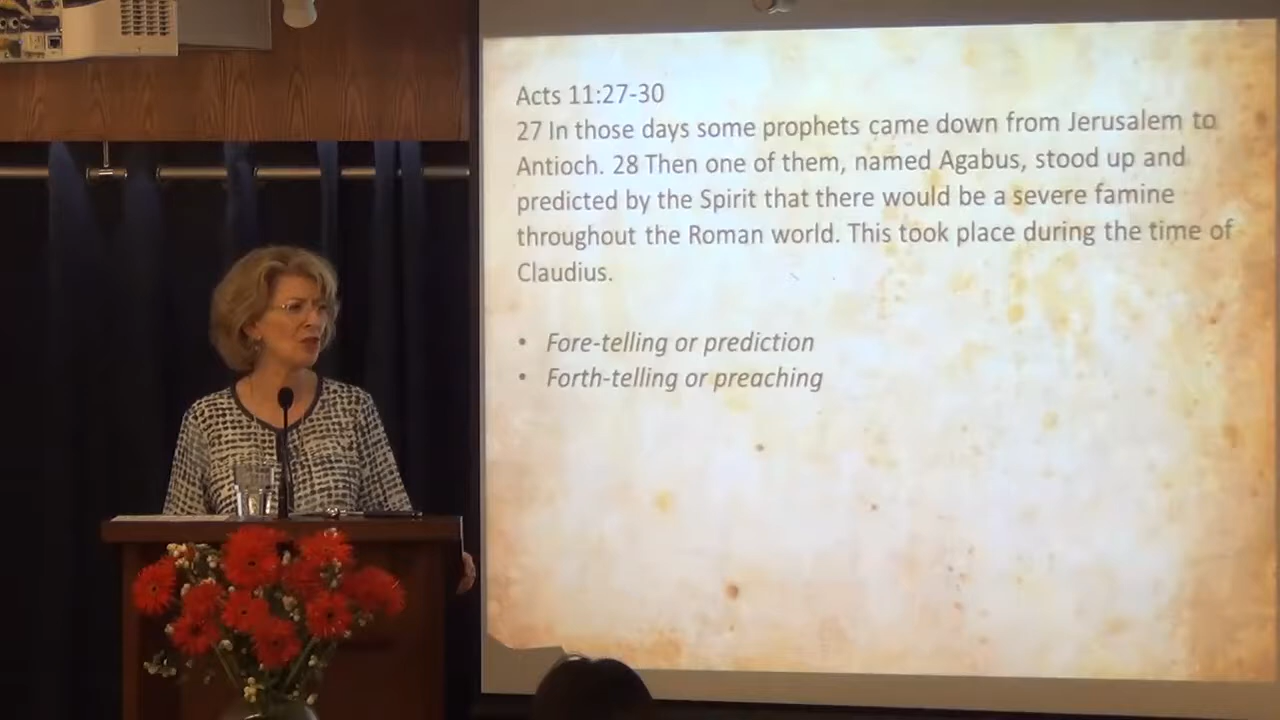 Acts 11:27-30
27 In those days some prophets came down from Jerusalem to
Antioch. 28 Then one of them, named Agabus, stood up and
predicted by the Spirit that there would be a severe famine
throughout the Roman world. This took place during the time of
Claudius.
• Fore-telling or prediction
• Forth-telling or preaching